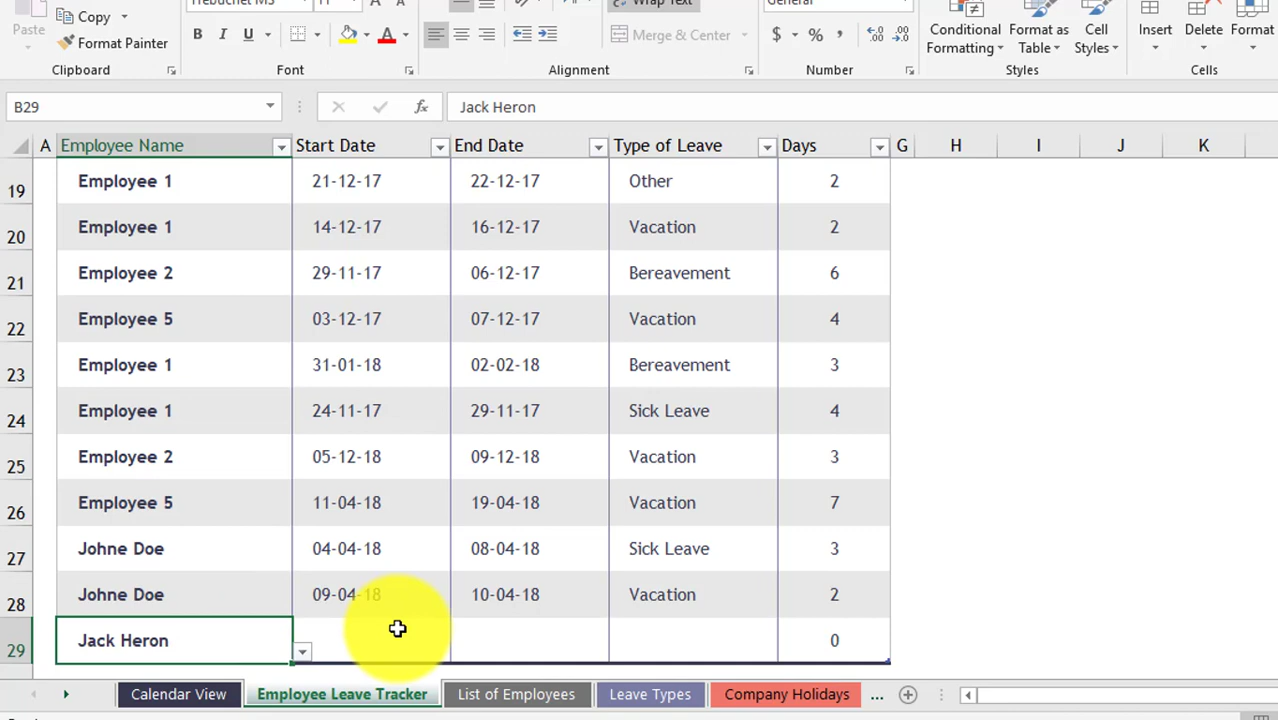 Trebuchet MS 11 A A Wrap Text General
Paste Copy
Format Painter B I U A Merge & Center $ % , Conditional Formatting Format as Table Cell Styles Insert Delete Format
Clipboard Font Alignment Number Styles Cells
B29 fx Jack Heron
A Employee Name Start Date End Date Type of Leave Days G H I J K
19 Employee 1 21-12-17 22-12-17 Other 2
20 Employee 1 14-12-17 16-12-17 Vacation 2
21 Employee 2 29-11-17 06-12-17 Bereavement 6
22 Employee 5 03-12-17 07-12-17 Vacation 4
23 Employee 1 31-01-18 02-02-18 Bereavement 3
24 Employee 1 24-11-17 29-11-17 Sick Leave 4
25 Employee 2 05-12-18 09-12-18 Vacation 3
26 Employee 5 11-04-18 19-04-18 Vacation 7
27 Johne Doe 04-04-18 08-04-18 Sick Leave 3
28 Johne Doe 09-04-18 10-04-18 Vacation 2
29 Jack Heron 0
Calendar View Employee Leave Tracker List of Employees Leave Types Company Holidays ...